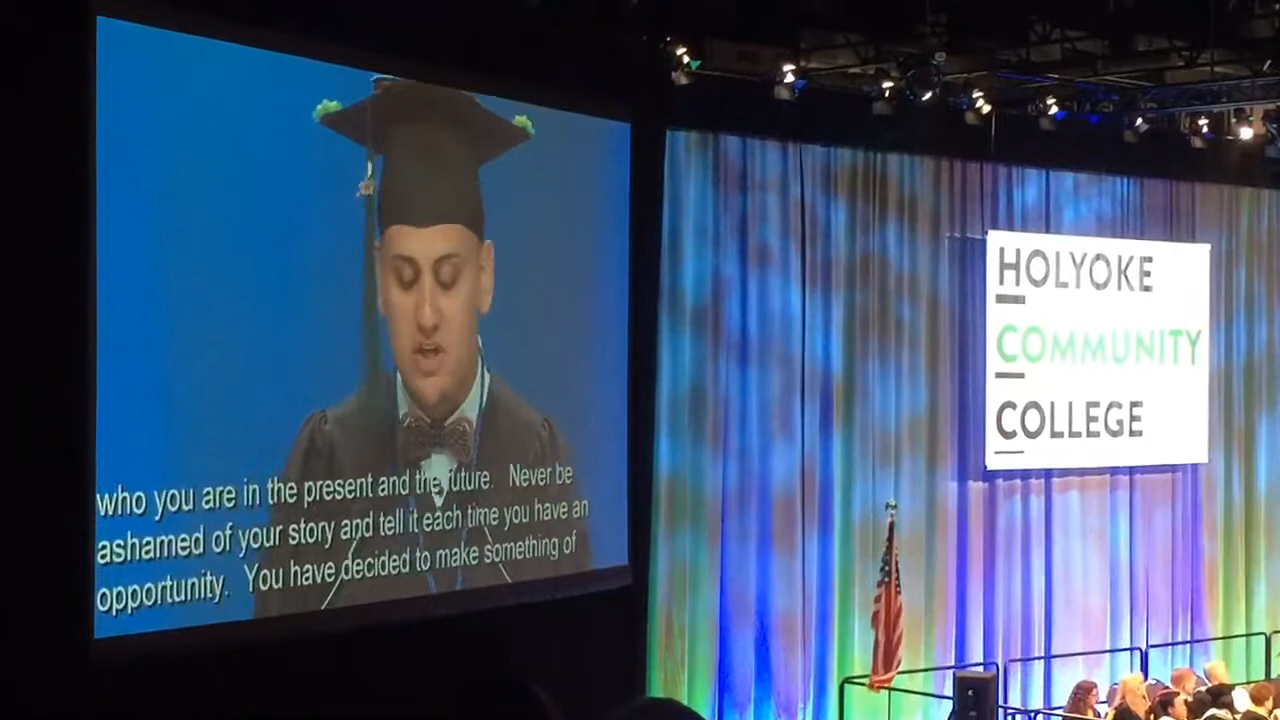 who you are in the present and the future. Never be
ashamed of your story and tell it each time you have an
opportunity. You have decided to make something of
HOLYOKE
COMMUNITY
COLLEGE